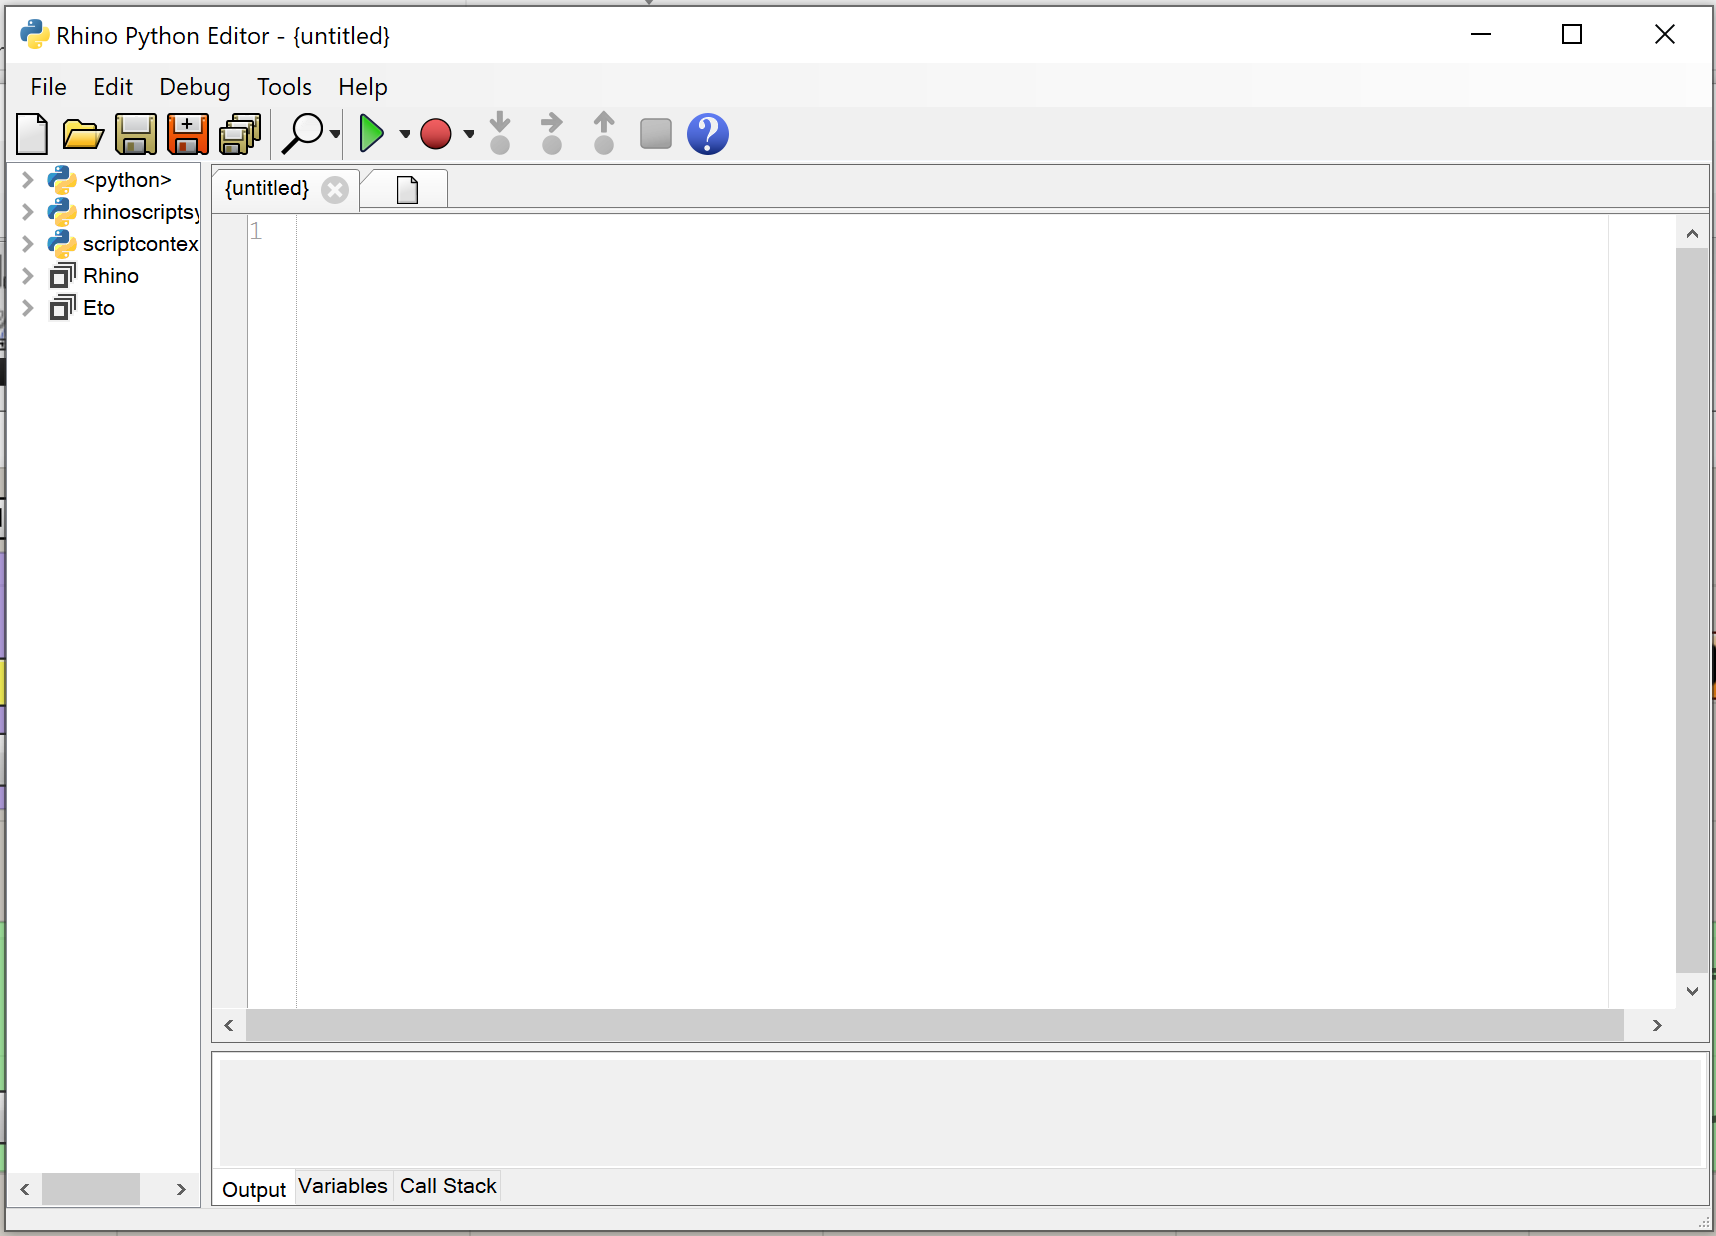 Rhino Python Editor - {untitled}
File Edit Debug Tools Help
<python>
rhinoscriptsy
scriptcontex
Rhino
Eto
{untitled}
1
Output Variables Call Stack